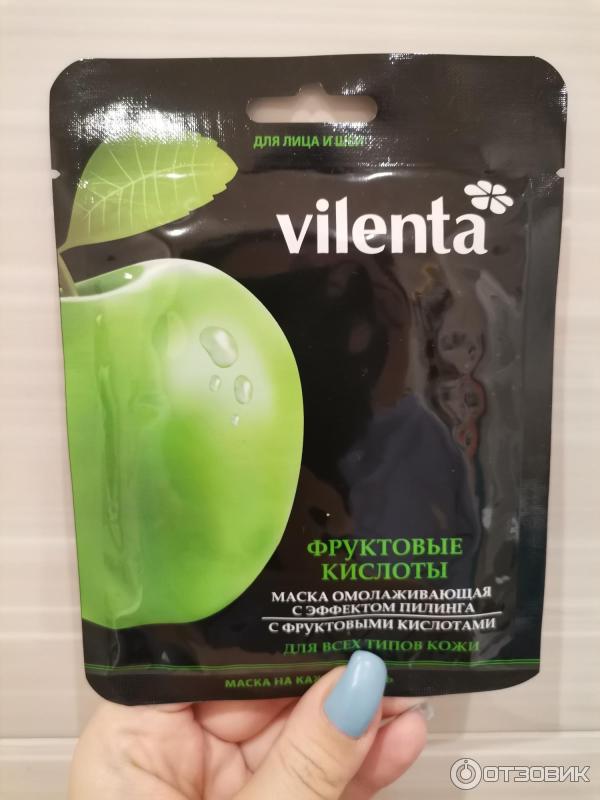 ДЛЯ ЛИЦА И
vilenta
ФРУКТОВЫЕ
КИСЛОТЫ
МАСКА ОМОЛАЖИВАЮЩАЯ
С ЭФФЕКТОМ ПИЛИНГА
С ФРУКТОВЫМИ КИСЛОТАМИ
ДЛЯ ВСЕХ ТИПОВ КОЖИ
МАСКА НА
ОТЗОВИК